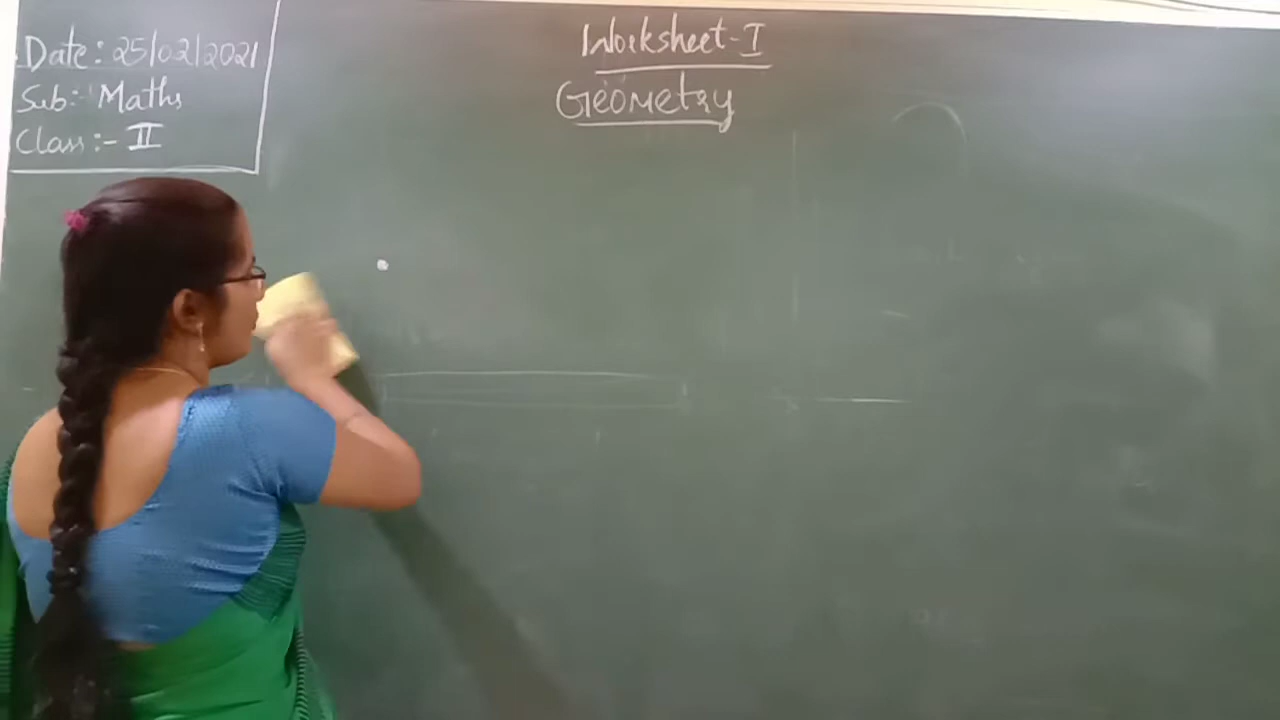 Date: 25/02/2021
Sub:- Maths
Class:- II
Worksheet-I
Geometry